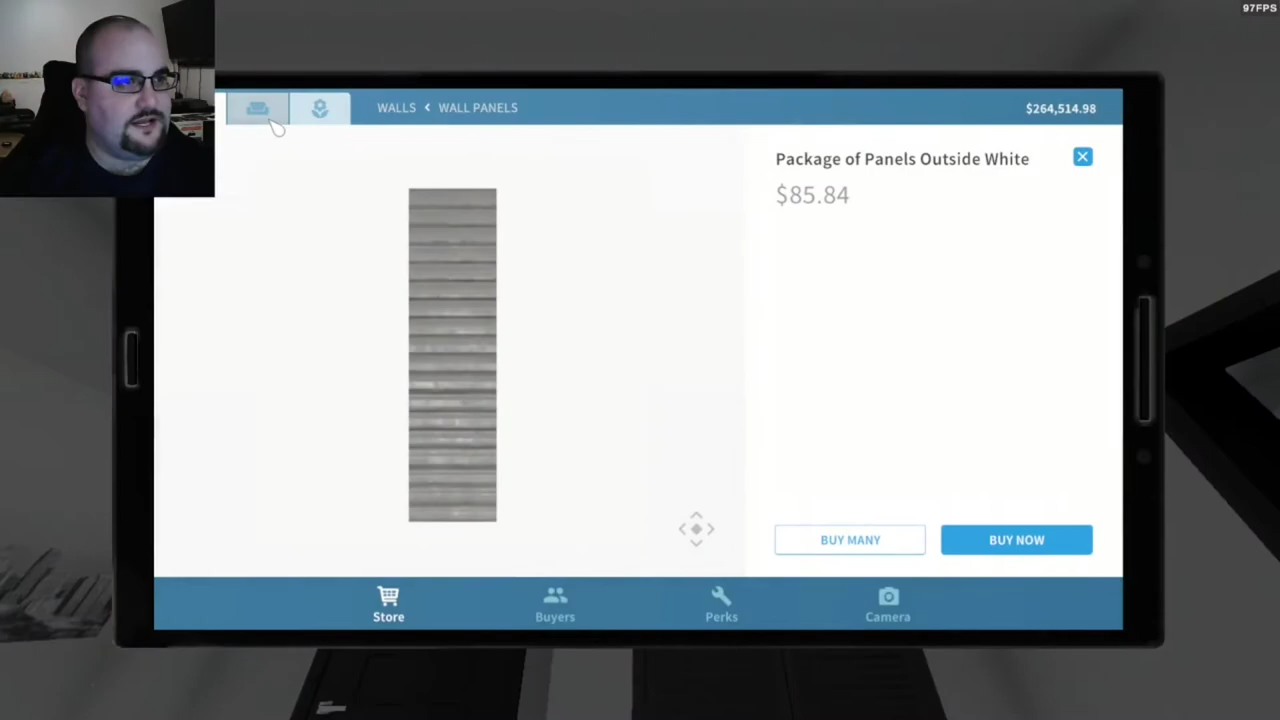 97FPS
WALLS < WALL PANELS
$264,514.98
Package of Panels Outside White
$85.84
BUY MANY
BUY NOW
Store
Buyers
Perks
Camera